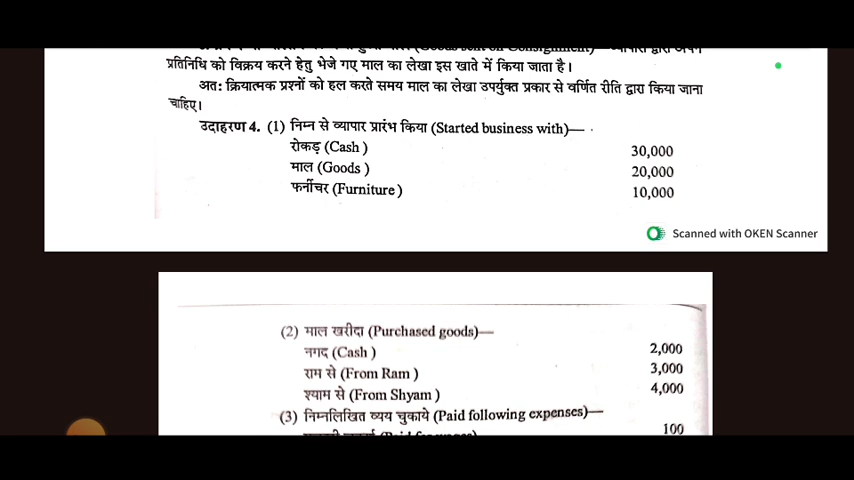 प्रतिनिधि को विक्रय करने हेतु भेजे गए माल का लेखा इस खाते में किया जाता है।
अत: क्रियात्मक प्रश्नों को हल करते समय माल का लेखा उपर्युक्त प्रकार से वर्णित रीति द्वारा किया जाना
चाहिए।
उदाहरण 4. (1) निम्न से व्यापार प्रारंभ किया (Started business with)—
रोकड़ (Cash) 30,000
माल (Goods) 20,000
फर्नीचर (Furniture) 10,000
Scanned with OKEN Scanner
(2) माल खरीदा (Purchased goods)—
नगद (Cash) 2,000
राम से (From Ram) 3,000
श्याम से (From Shyam) 4,000
(3) निम्नलिखित व्यय चुकाये (Paid following expenses)—
100